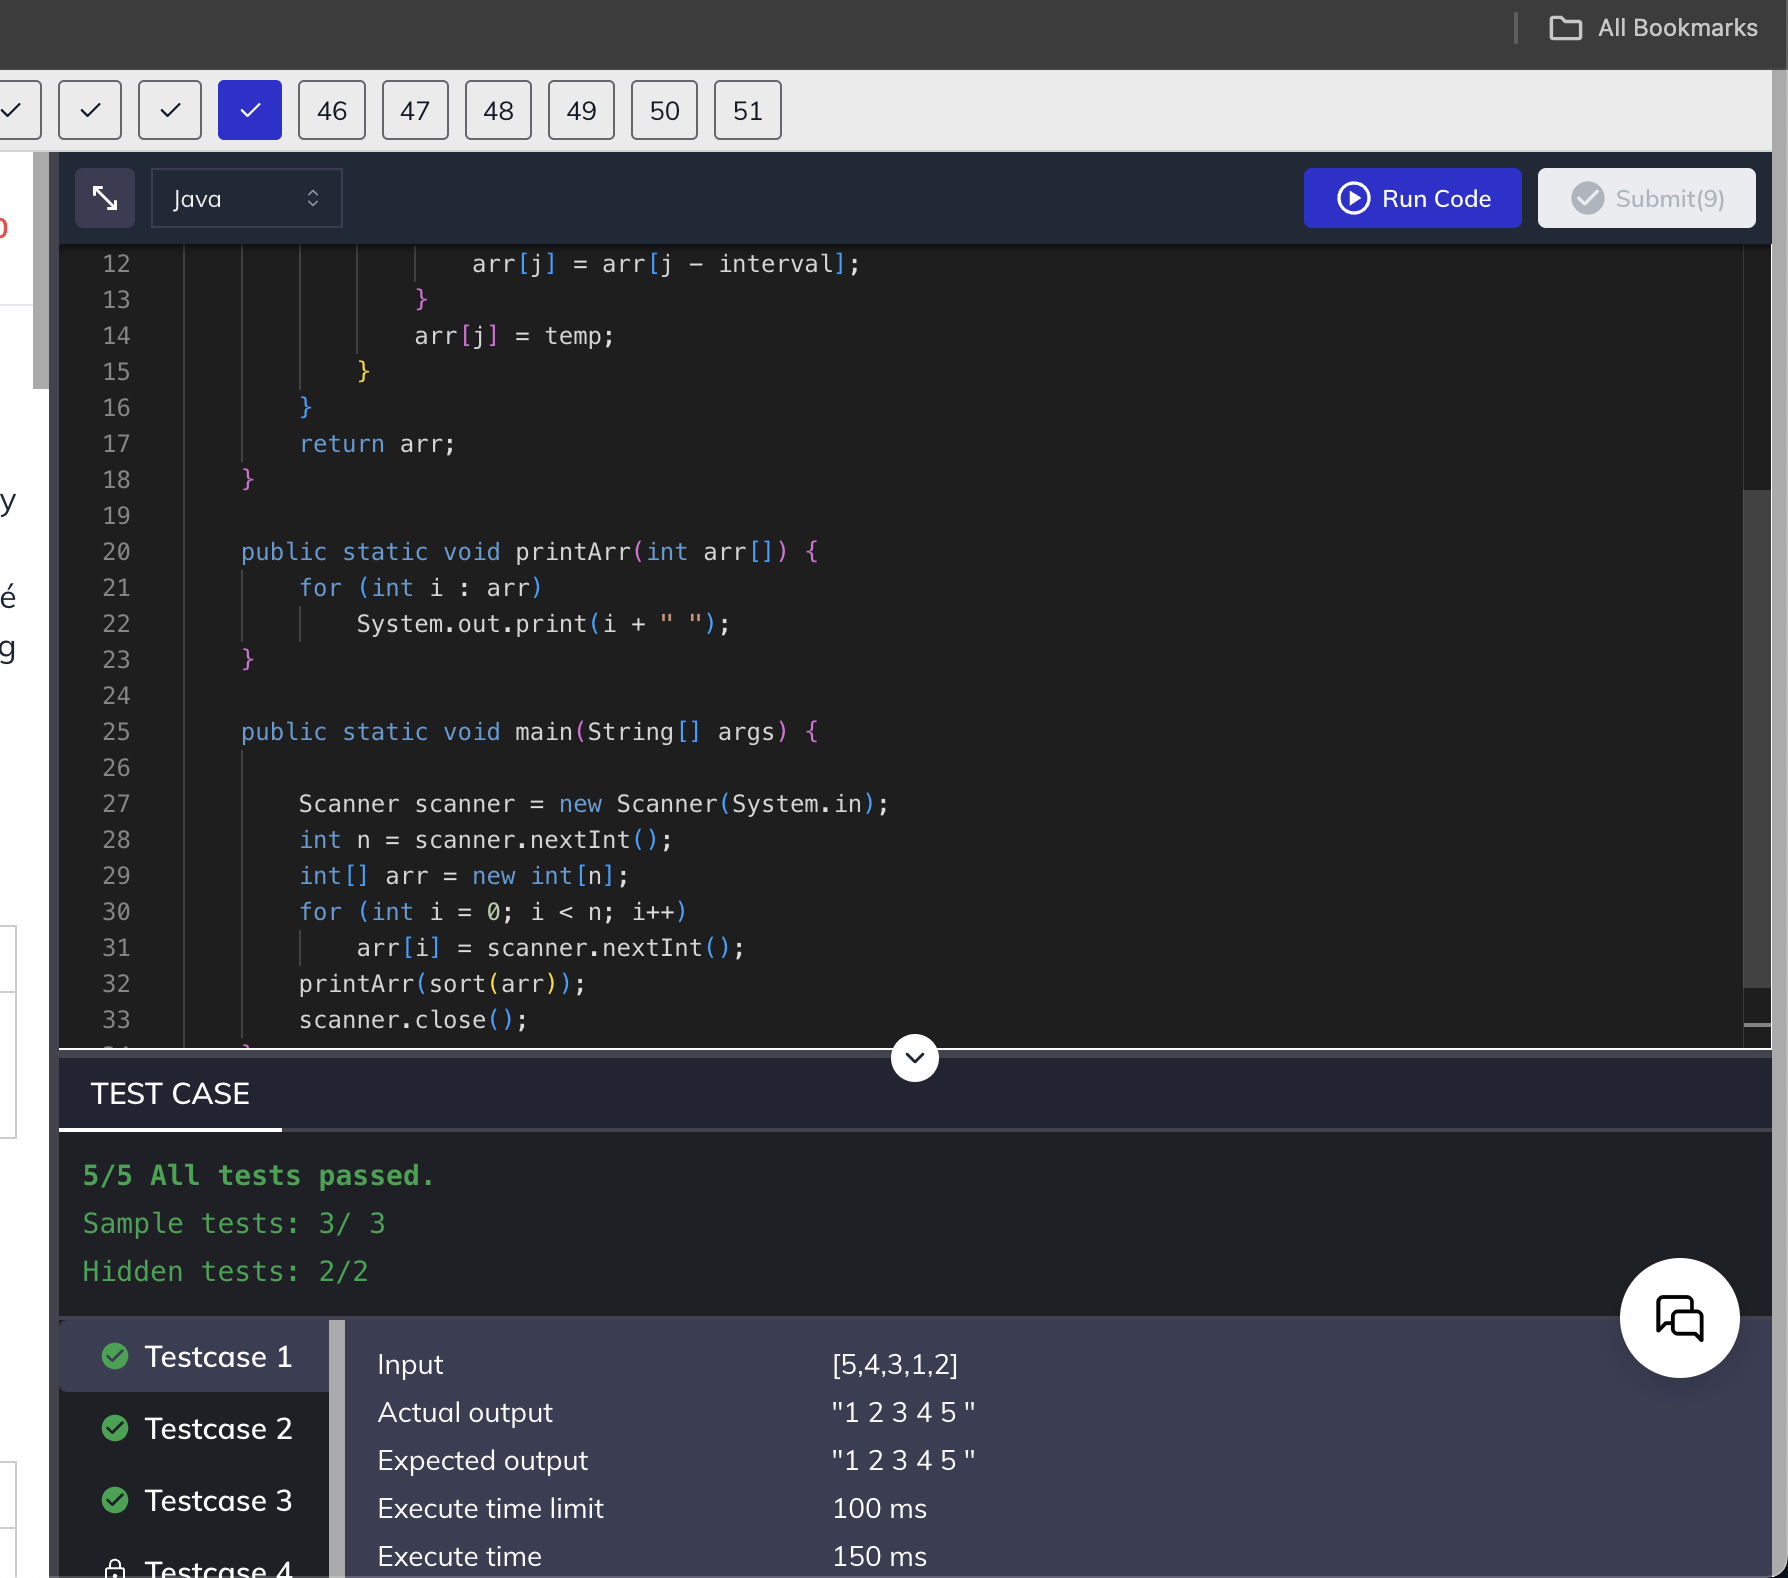 All Bookmarks
46 47 48 49 50 51
Java
Run Code
Submit(9)
y
é
g
12 arr[j] = arr[j - interval];
13 }
14 arr[j] = temp;
15 }
16 }
17 return arr;
18 }
19
20 public static void printArr(int arr[]) {
21 for (int i : arr)
22 System.out.print(i + " ");
23 }
24
25 public static void main(String[] args) {
26
27 Scanner scanner = new Scanner(System.in);
28 int n = scanner.nextInt();
29 int[] arr = new int[n];
30 for (int i = 0; i < n; i++)
31 arr[i] = scanner.nextInt();
32 printArr(sort(arr));
33 scanner.close();
TEST CASE
5/5 All tests passed.
Sample tests: 3/ 3
Hidden tests: 2/2
Testcase 1
Testcase 2
Testcase 3
Testcase 4
Input [5,4,3,1,2]
Actual output "1 2 3 4 5 "
Expected output "1 2 3 4 5 "
Execute time limit 100 ms
Execute time 150 ms